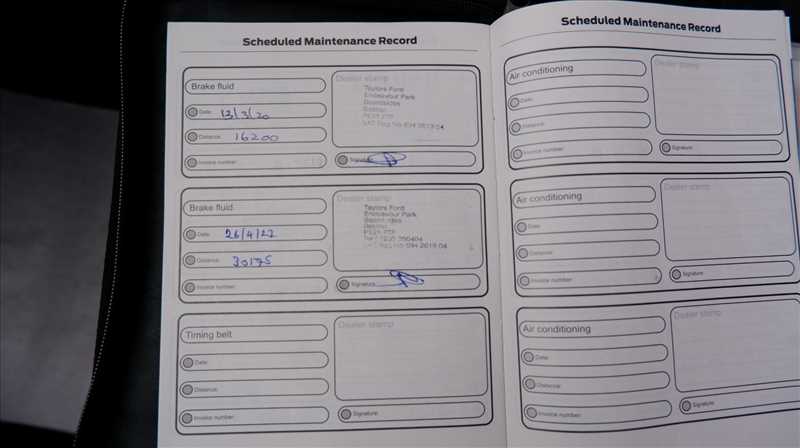 Scheduled Maintenance Record
Brake fluid
Date: 13/3/20
Distance: 16200
Invoice number:
Dealer stamp
Taylors Ford
Endeavour Park
Boston
Signature:
Brake fluid
Date: 26/4/22
Distance: 30175
Invoice number:
Dealer stamp
Taylors Ford
Endeavour Park
Signature:
Timing belt
Date:
Distance:
Invoice number:
Dealer stamp
Signature:
Scheduled Maintenance Record
Air conditioning
Date:
Distance:
Invoice number:
Dealer stamp
Signature:
Air conditioning
Date:
Distance:
Invoice number:
Dealer stamp
Signature:
Air conditioning
Date:
Distance:
Invoice number:
Dealer stamp
Signature: